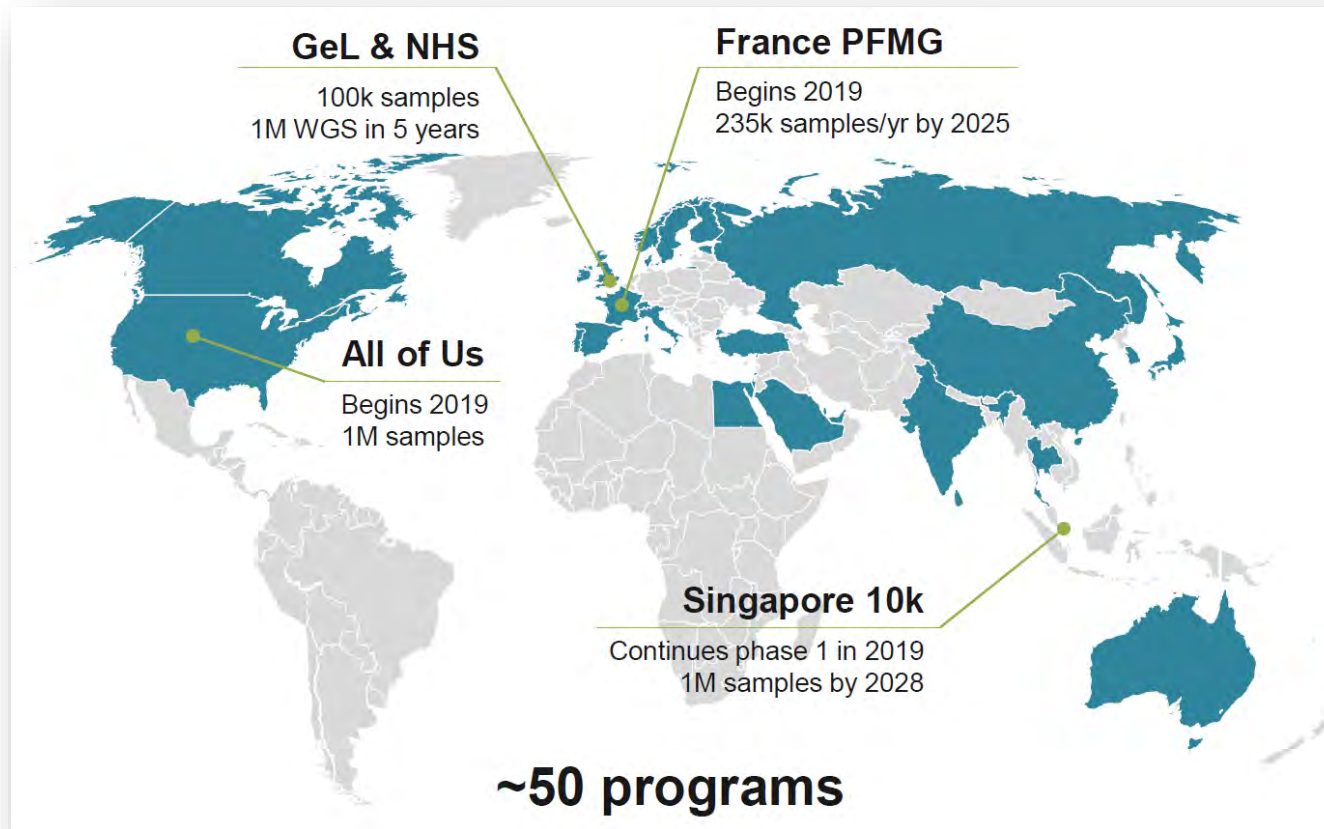 GeL & NHS
100k samples
1M WGS in 5 years
France PFMG
Begins 2019
235k samples/yr by 2025
All of Us
Begins 2019
1M samples
Singapore 10k
Continues phase 1 in 2019
1M samples by 2028
~50 programs